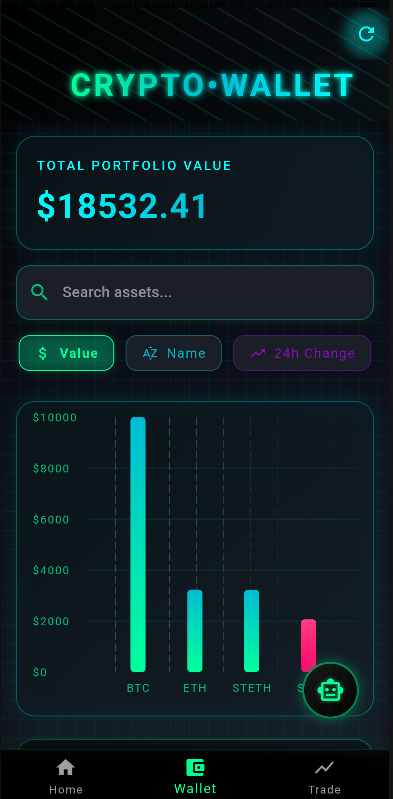 CRYPTO•WALLET
TOTAL PORTFOLIO VALUE
$18532.41
Search assets...
$ Value
AZ Name
24h Change
$10000
$8000
$6000
$4000
$2000
$0
BTC ETH STETH
Home Wallet Trade